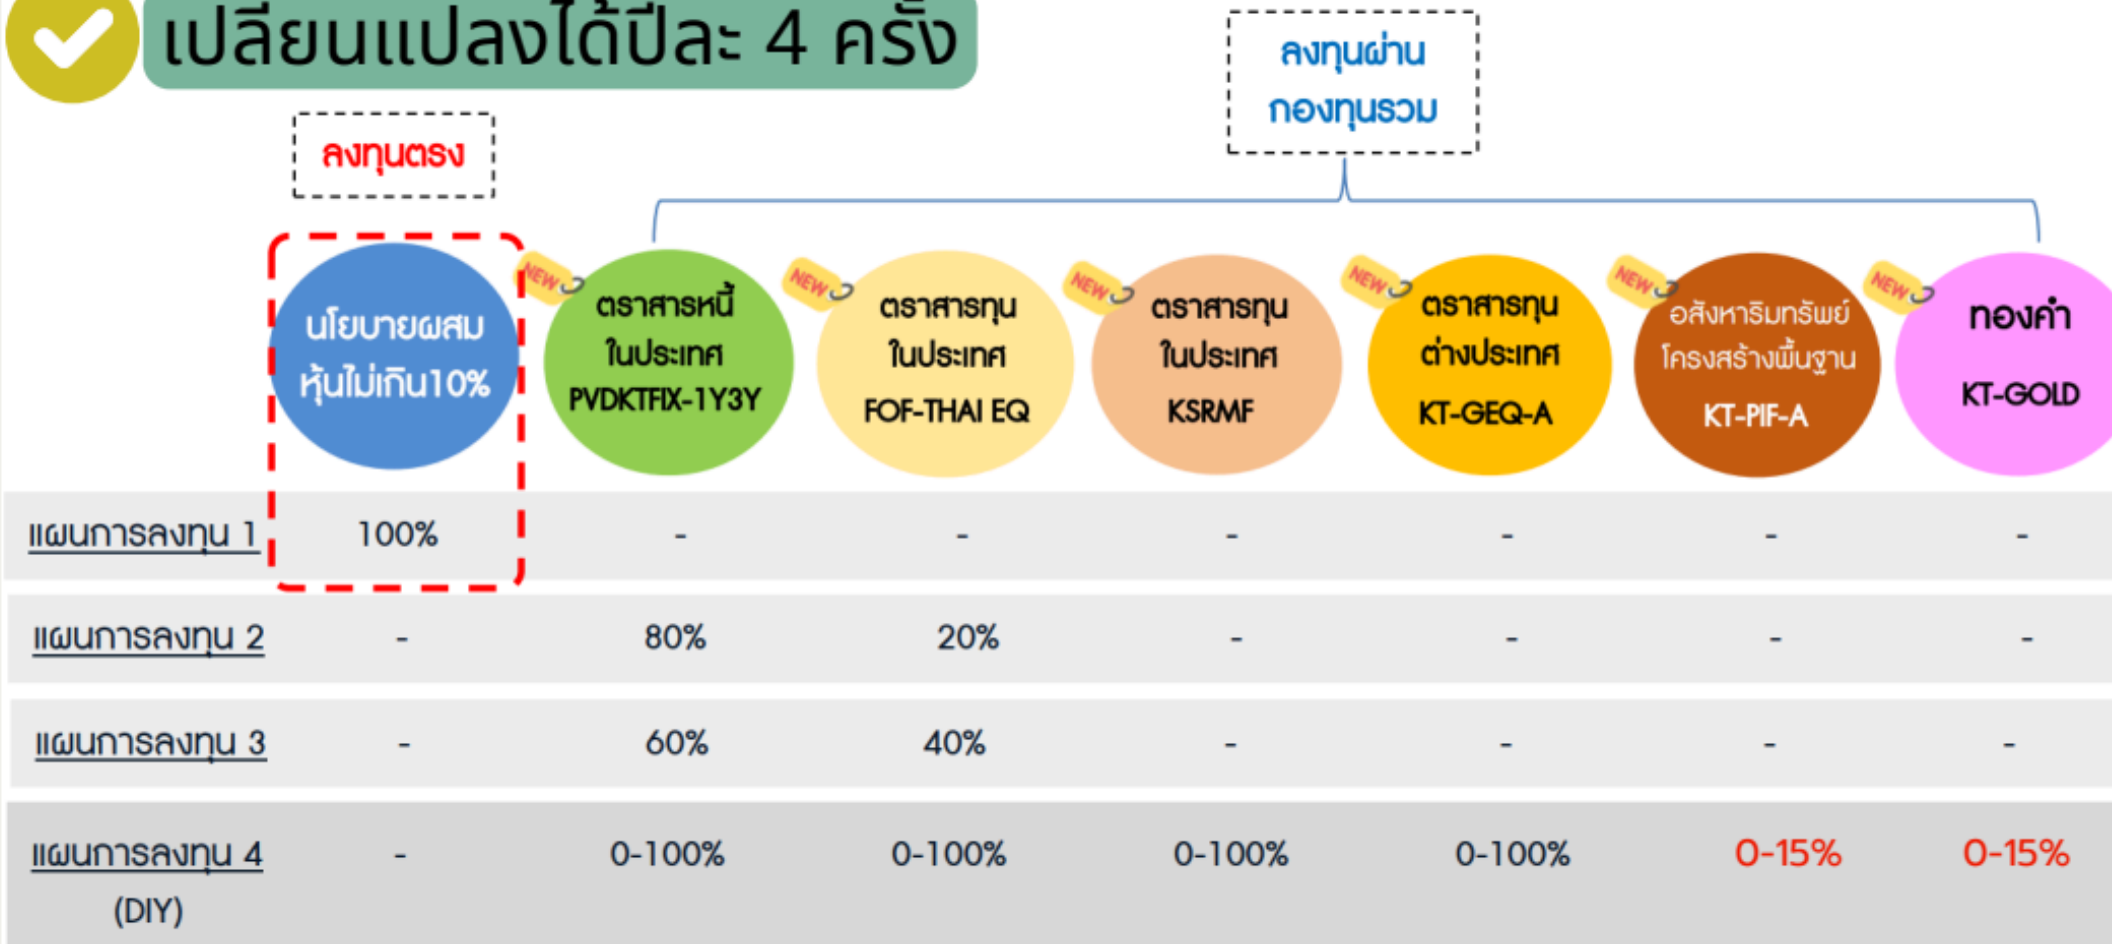 เปลี่ยนแปลงได้ปีละ 4 ครั้ง
ลงทุนผ่าน
กองทุนรวม
ลงทุนตรง
นโยบายผสม
หุ้นไม่เกิน10%
NEW
ตราสารหนี้
ในประเทศ
PVDKTFIX-1Y3Y
NEW
ตราสารทุน
ในประเทศ
FOF-THAI EQ
NEW
ตราสารทุน
ในประเทศ
KSRMF
NEW
ตราสารทุน
ต่างประเทศ
KT-GEQ-A
NEW
อสังหาริมทรัพย์
โครงสร้างพื้นฐาน
KT-PIF-A
NEW
ทองคำ
KT-GOLD
แผนการลงทุน 1 100% - - - - - -
แผนการลงทุน 2 - 80% 20% - - - -
แผนการลงทุน 3 - 60% 40% - - - -
แผนการลงทุน 4 - 0-100% 0-100% 0-100% 0-100% 0-15% 0-15%
(DIY)